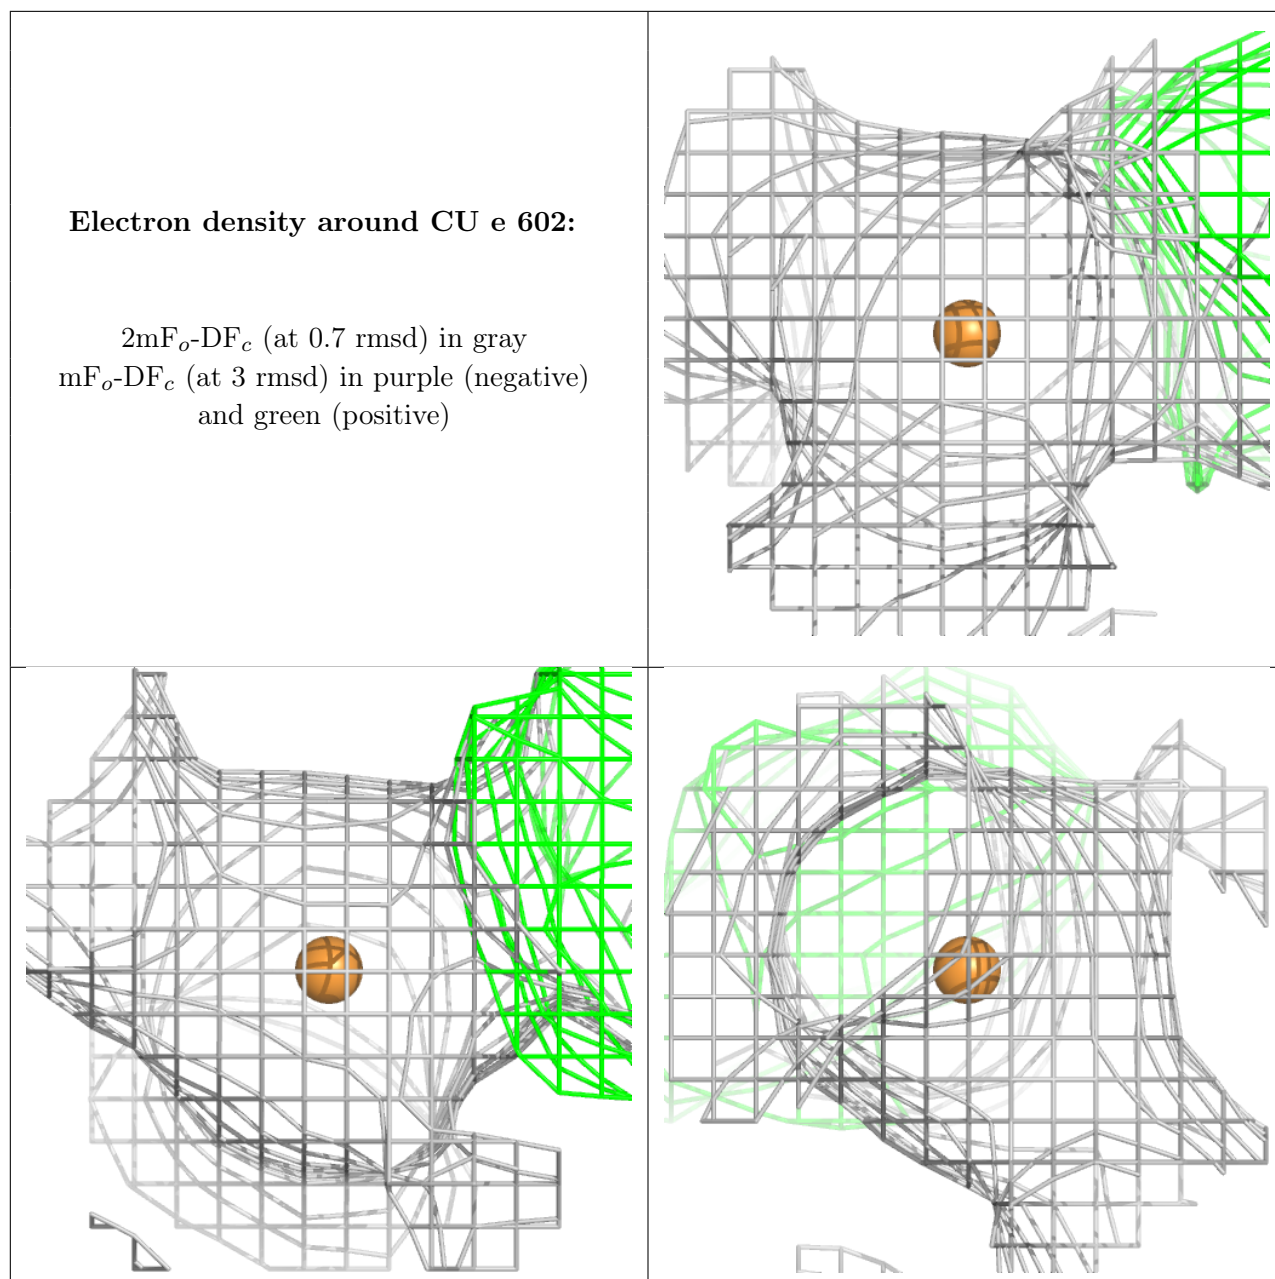 Electron density around CU e 602:
2mFo-DFc (at 0.7 rmsd) in gray
mFo-DFc (at 3 rmsd) in purple (negative)
and green (positive)